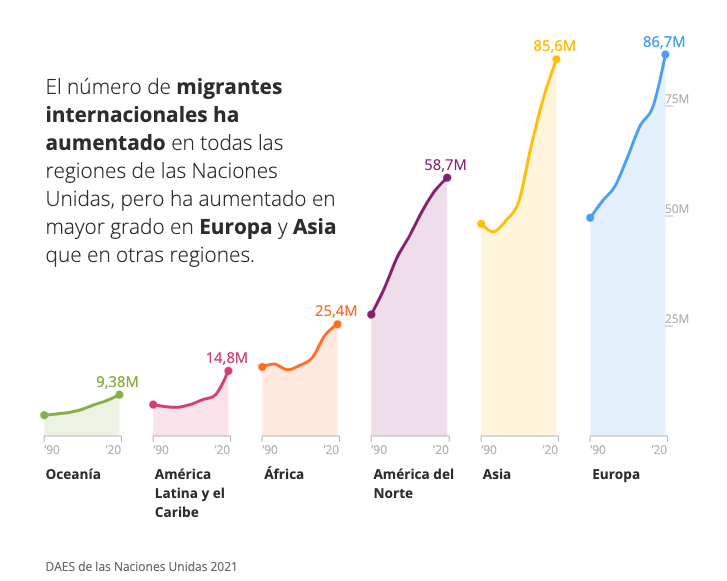 El número de migrantes
internacionales ha
aumentado en todas las
regiones de las Naciones
Unidas, pero ha aumentado en
mayor grado en Europa y Asia
que en otras regiones.
9,38M
14,8M
25,4M
58,7M
85,6M
86,7M
75M
50M
25M
'90 '20
'90 '20
'90 '20
'90 '20
'90 '20
'90 '20
Oceanía
América
Latina y el
Caribe
África
América del
Norte
Asia
Europa
DAES de las Naciones Unidas 2021